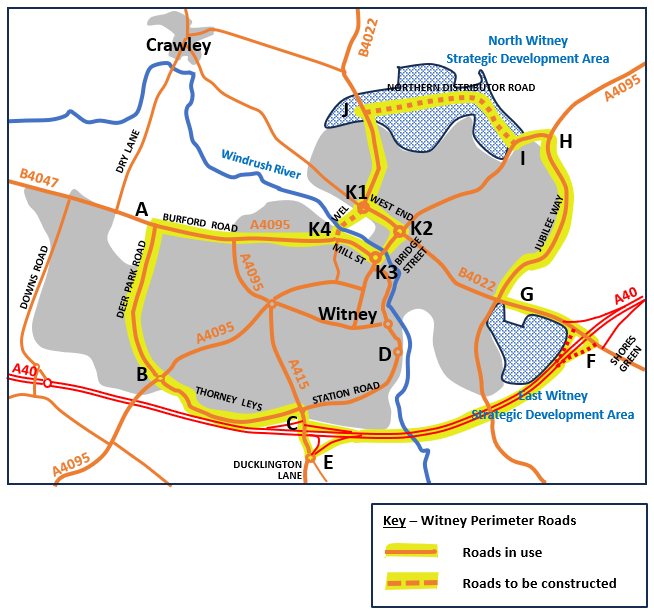 Crawley
B4022
North Witney
Strategic Development Area
NORTHERN DISTRIBUTOR ROAD
A4095
J
H
I
DRY LANE
Windrush River
B4047
A
BURFORD ROAD
A4095
K1
WEST END
WEL
K4
K2
MILL ST
BRIDGE
STREET
K3
JUBILEE WAY
DOWNS ROAD
DEER PARK ROAD
A4095
B4022
G
A40
Witney
A4095
D
F
SHORES
GREEN
A40
B
A415
THORNEY LEYS
STATION ROAD
C
East Witney
Strategic Development Area
A4095
DUCKLINGTON
LANE
E
Key – Witney Perimeter Roads
Roads in use
Roads to be constructed